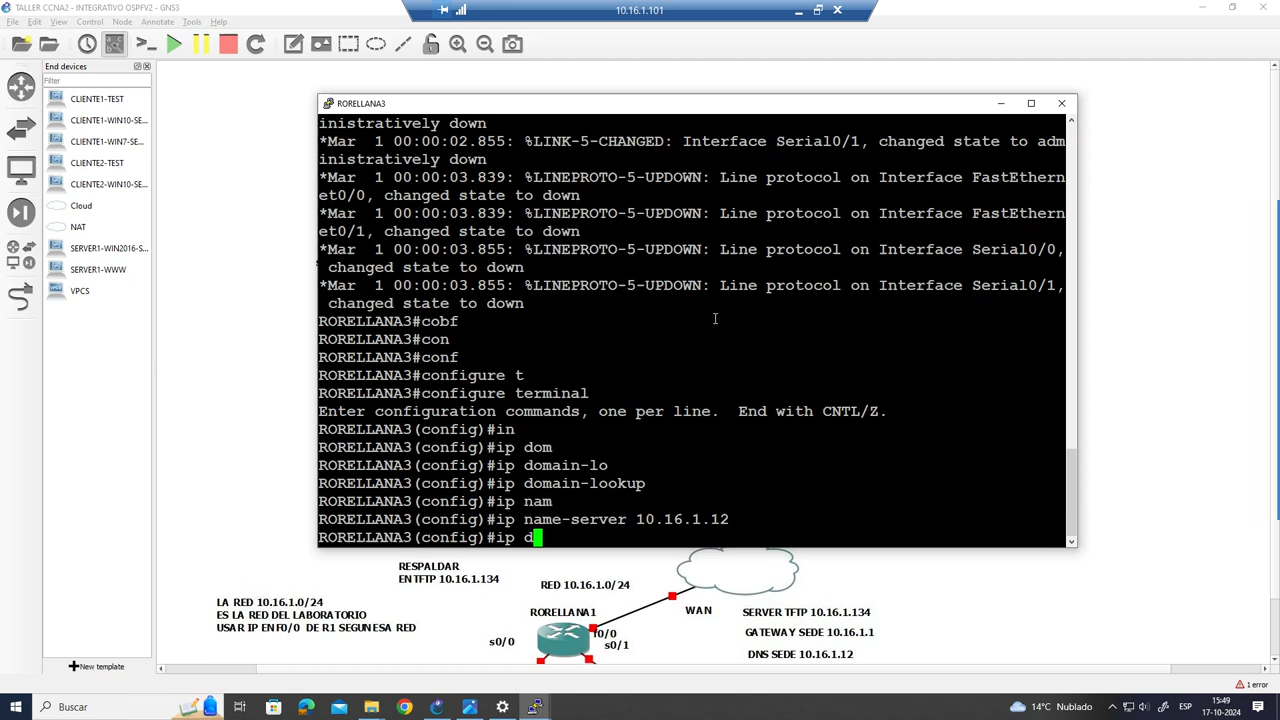 TALLER CCNA2 - INTEGRATIVO OSPFV2 - GNS3
10.16.1.101
File Edit View Control Node Annotate Tools Help
End devices
Filter
CLIENTE1-TEST
CLIENTE1-WIN10-SE...
CLIENTE1-WIN7-SE...
CLIENTE2-TEST
CLIENTE2-WIN10-SE...
Cloud
NAT
SERVER1-WIN2016-S...
SERVER1-WWW
VPCS
New template
RORELLANA3
inistratively down
*Mar  1 00:00:02.855: %LINK-5-CHANGED: Interface Serial0/1, changed state to adm
inistratively down
*Mar  1 00:00:03.839: %LINEPROTO-5-UPDOWN: Line protocol on Interface FastEthern
et0/0, changed state to down
*Mar  1 00:00:03.839: %LINEPROTO-5-UPDOWN: Line protocol on Interface FastEthern
et0/1, changed state to down
*Mar  1 00:00:03.855: %LINEPROTO-5-UPDOWN: Line protocol on Interface Serial0/0,
changed state to down
*Mar  1 00:00:03.855: %LINEPROTO-5-UPDOWN: Line protocol on Interface Serial0/1,
changed state to down
RORELLANA3#cobf
RORELLANA3#con
RORELLANA3#conf
RORELLANA3#configure t
RORELLANA3#configure terminal
Enter configuration commands, one per line.  End with CNTL/Z.
RORELLANA3(config)#in
RORELLANA3(config)#ip dom
RORELLANA3(config)#ip domain-lo
RORELLANA3(config)#ip domain-lookup
RORELLANA3(config)#ip nam
RORELLANA3(config)#ip name-server 10.16.1.12
RORELLANA3(config)#ip d
RESPALDAR
ENTFTP 10.16.1.134
RED 10.16.1.0/24
LA RED 10.16.1.0/24
ES LA RED DEL LABORATORIO
USAR IP EN F0/0 DE R1 SEGUN ESA RED
RORELLANA1
WAN
f0/0
s0/0
s0/1
SERVER TFTP 10.16.1.134
GATEWAY SEDE 10.16.1.1
DNS SEDE 10.16.1.12
1 error
Buscar
14°C Nublado
ESP
15:49
17-10-2024